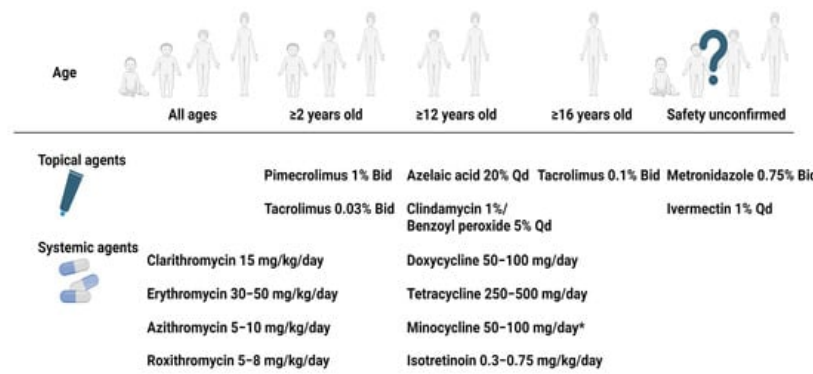 Age
All ages
≥2 years old
≥12 years old
≥16 years old
Safety unconfirmed
?
Topical agents
Pimecrolimus 1% Bid
Azelaic acid 20% Qd
Tacrolimus 0.1% Bid
Metronidazole 0.75% Bid
Tacrolimus 0.03% Bid
Clindamycin 1%/
Benzoyl peroxide 5% Qd
Ivermectin 1% Qd
Systemic agents
Clarithromycin 15 mg/kg/day
Doxycycline 50–100 mg/day
Erythromycin 30–50 mg/kg/day
Tetracycline 250–500 mg/day
Azithromycin 5–10 mg/kg/day
Minocycline 50–100 mg/day*
Roxithromycin 5–8 mg/kg/day
Isotretinoin 0.3–0.75 mg/kg/day